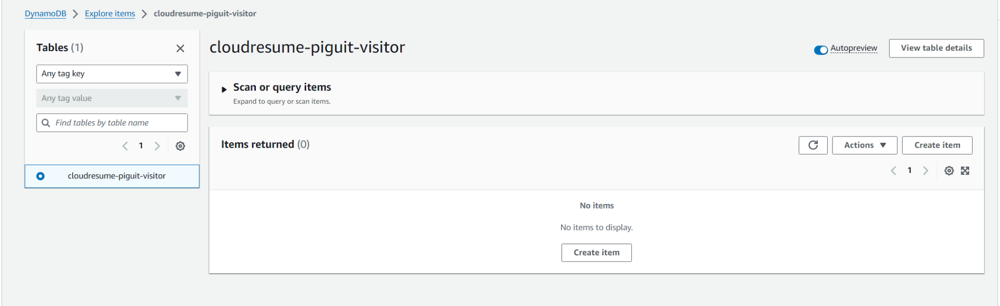 DynamoDB > Explore items > cloudresume-piguit-visitor
Tables (1)
Any tag key
Any tag value
Find tables by table name
1
cloudresume-piguit-visitor
cloudresume-piguit-visitor
Autopreview
View table details
Scan or query items
Expand to query or scan items.
Items returned (0)
Actions
Create item
1
No items
No items to display.
Create item